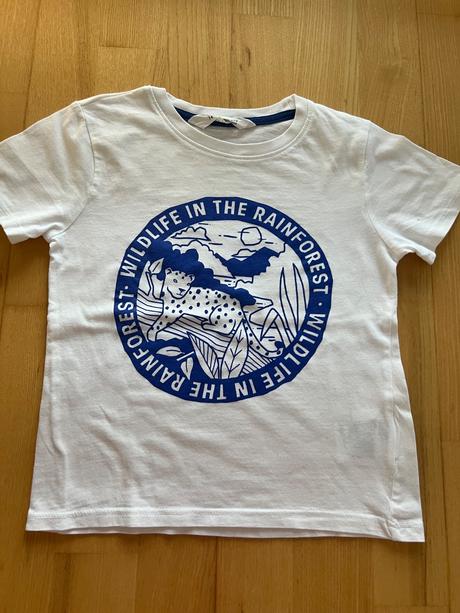 WILDLIFE IN THE RAINFOREST · WILDLIFE IN THE RAINFOREST ·